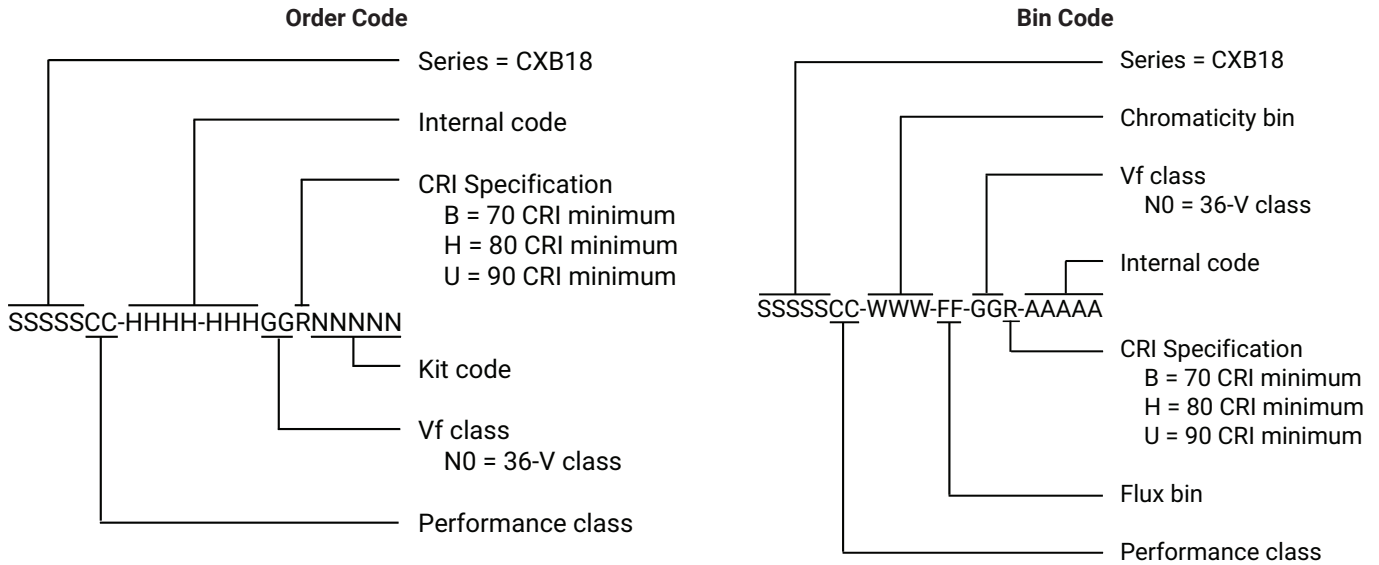 Order Code
Series = CXB18
Internal code
CRI Specification
B = 70 CRI minimum
H = 80 CRI minimum
U = 90 CRI minimum
SSSSSCC-HHHH-HHHGGRNNNNN
Kit code
Vf class
N0 = 36-V class
Performance class
Bin Code
Series = CXB18
Chromaticity bin
Vf class
N0 = 36-V class
Internal code
SSSSSCC-WWW-FF-GGR-AAAAA
CRI Specification
B = 70 CRI minimum
H = 80 CRI minimum
U = 90 CRI minimum
Flux bin
Performance class